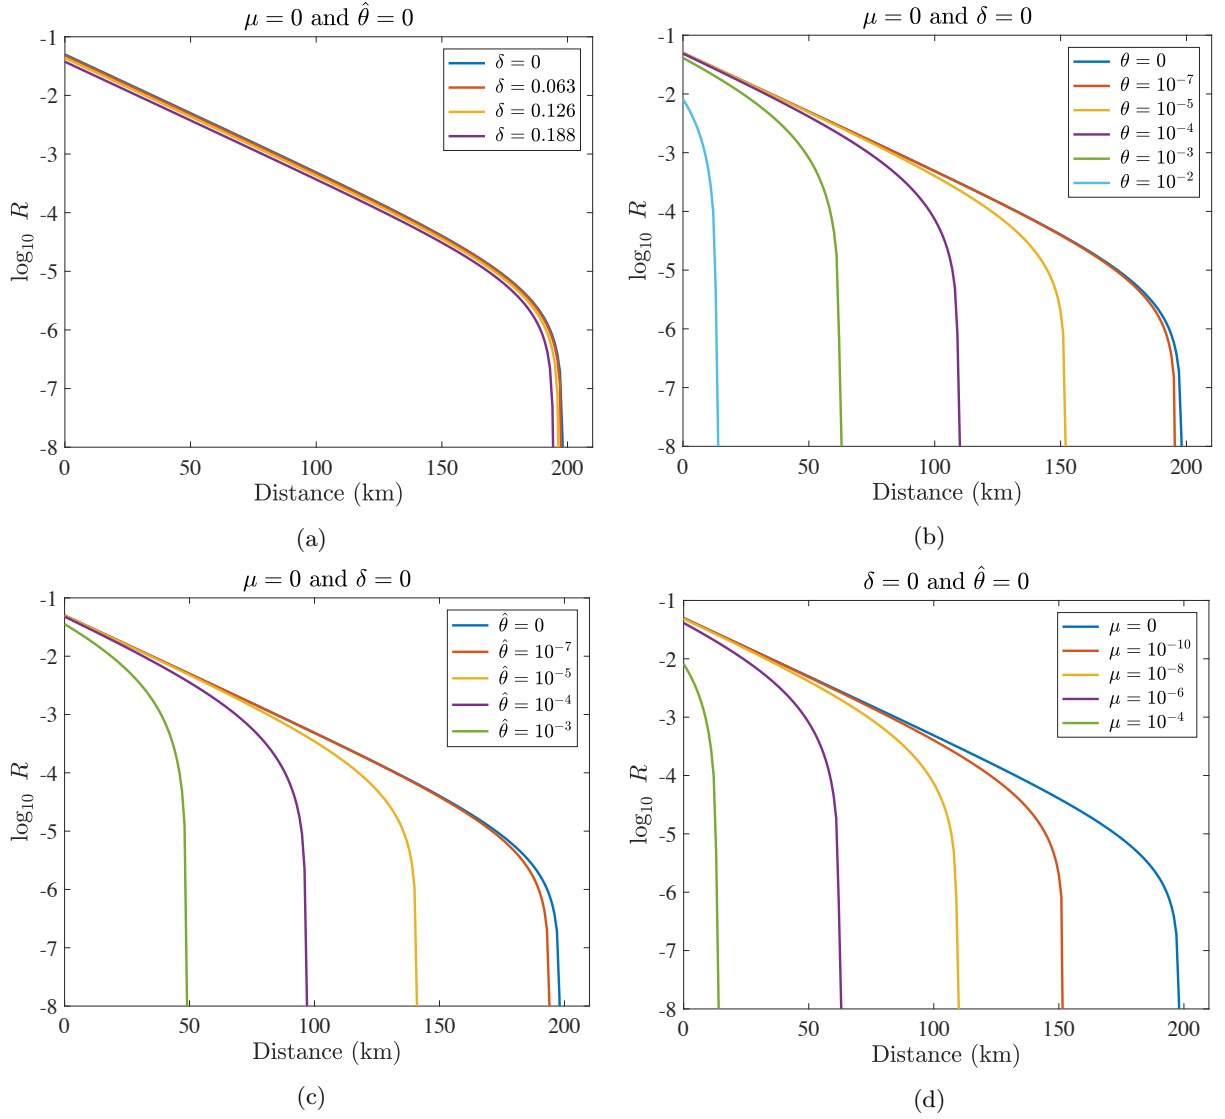 μ = 0 and θ̂ = 0
-1
-2
-3
-4
-5
-6
-7
-8
log₁₀ R
δ = 0
δ = 0.063
δ = 0.126
δ = 0.188
0 50 100 150 200
Distance (km)
(a)
μ = 0 and δ = 0
-1
-2
-3
-4
-5
-6
-7
-8
log₁₀ R
θ = 0
θ = 10⁻⁷
θ = 10⁻⁵
θ = 10⁻⁴
θ = 10⁻³
θ = 10⁻²
0 50 100 150 200
Distance (km)
(b)
μ = 0 and δ = 0
-1
-2
-3
-4
-5
-6
-7
-8
log₁₀ R
θ̂ = 0
θ̂ = 10⁻⁷
θ̂ = 10⁻⁵
θ̂ = 10⁻⁴
θ̂ = 10⁻³
0 50 100 150 200
Distance (km)
(c)
δ = 0 and θ̂ = 0
-1
-2
-3
-4
-5
-6
-7
-8
log₁₀ R
μ = 0
μ = 10⁻¹⁰
μ = 10⁻⁸
μ = 10⁻⁶
μ = 10⁻⁴
0 50 100 150 200
Distance (km)
(d)